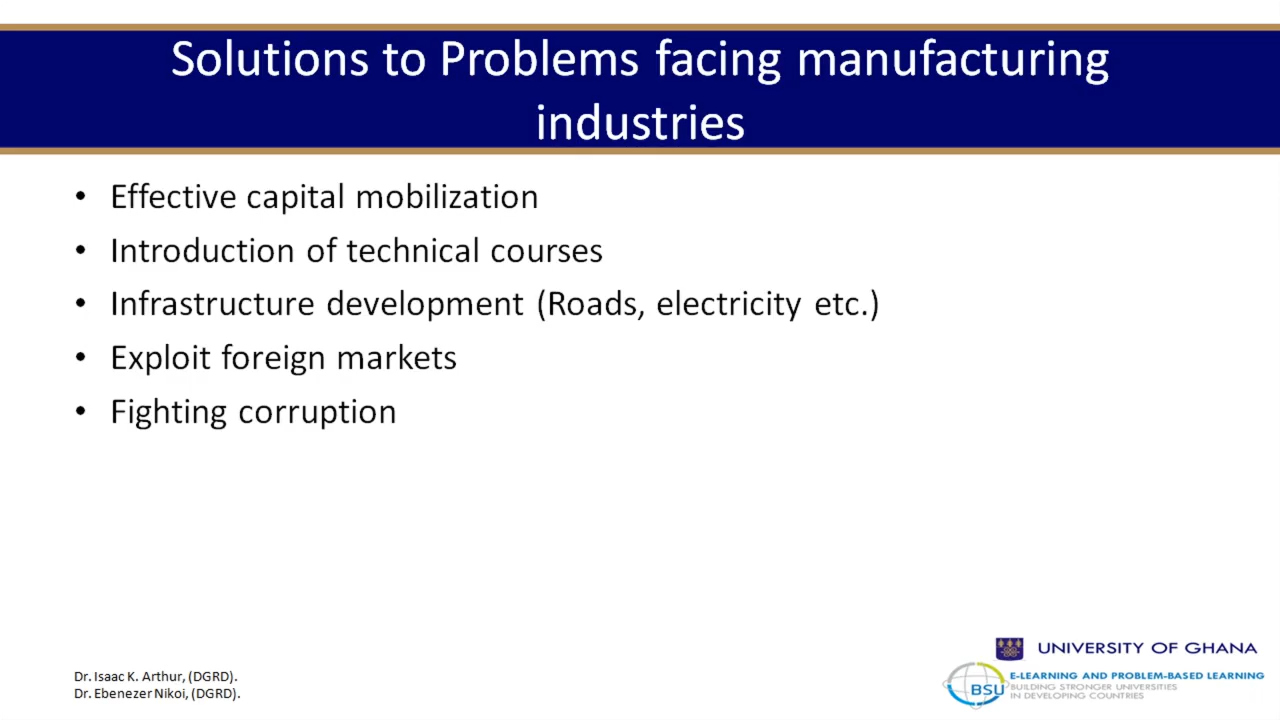 Solutions to Problems facing manufacturing
industries
• Effective capital mobilization
• Introduction of technical courses
• Infrastructure development (Roads, electricity etc.)
• Exploit foreign markets
• Fighting corruption
Dr. Isaac K. Arthur, (DGRD).
Dr. Ebenezer Nikoi, (DGRD).
UNIVERSITY OF GHANA
BSU
E-LEARNING AND PROBLEM-BASED LEARNING
BUILDING STRONGER UNIVERSITIES
IN DEVELOPING COUNTRIES